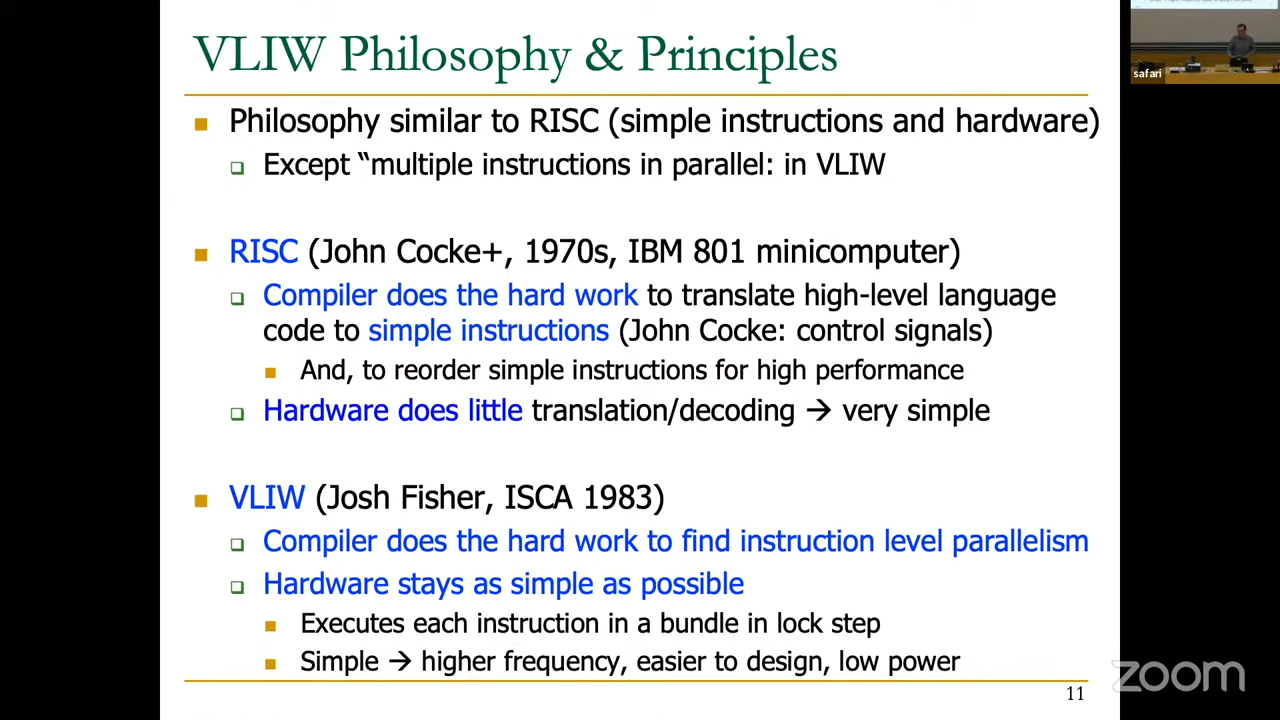 VLIW Philosophy & Principles
safari
■ Philosophy similar to RISC (simple instructions and hardware)
❑ Except “multiple instructions in parallel: in VLIW
■ RISC (John Cocke+, 1970s, IBM 801 minicomputer)
❑ Compiler does the hard work to translate high-level language
code to simple instructions (John Cocke: control signals)
■ And, to reorder simple instructions for high performance
❑ Hardware does little translation/decoding → very simple
■ VLIW (Josh Fisher, ISCA 1983)
❑ Compiler does the hard work to find instruction level parallelism
❑ Hardware stays as simple as possible
■ Executes each instruction in a bundle in lock step
■ Simple → higher frequency, easier to design, low power
11
zoom